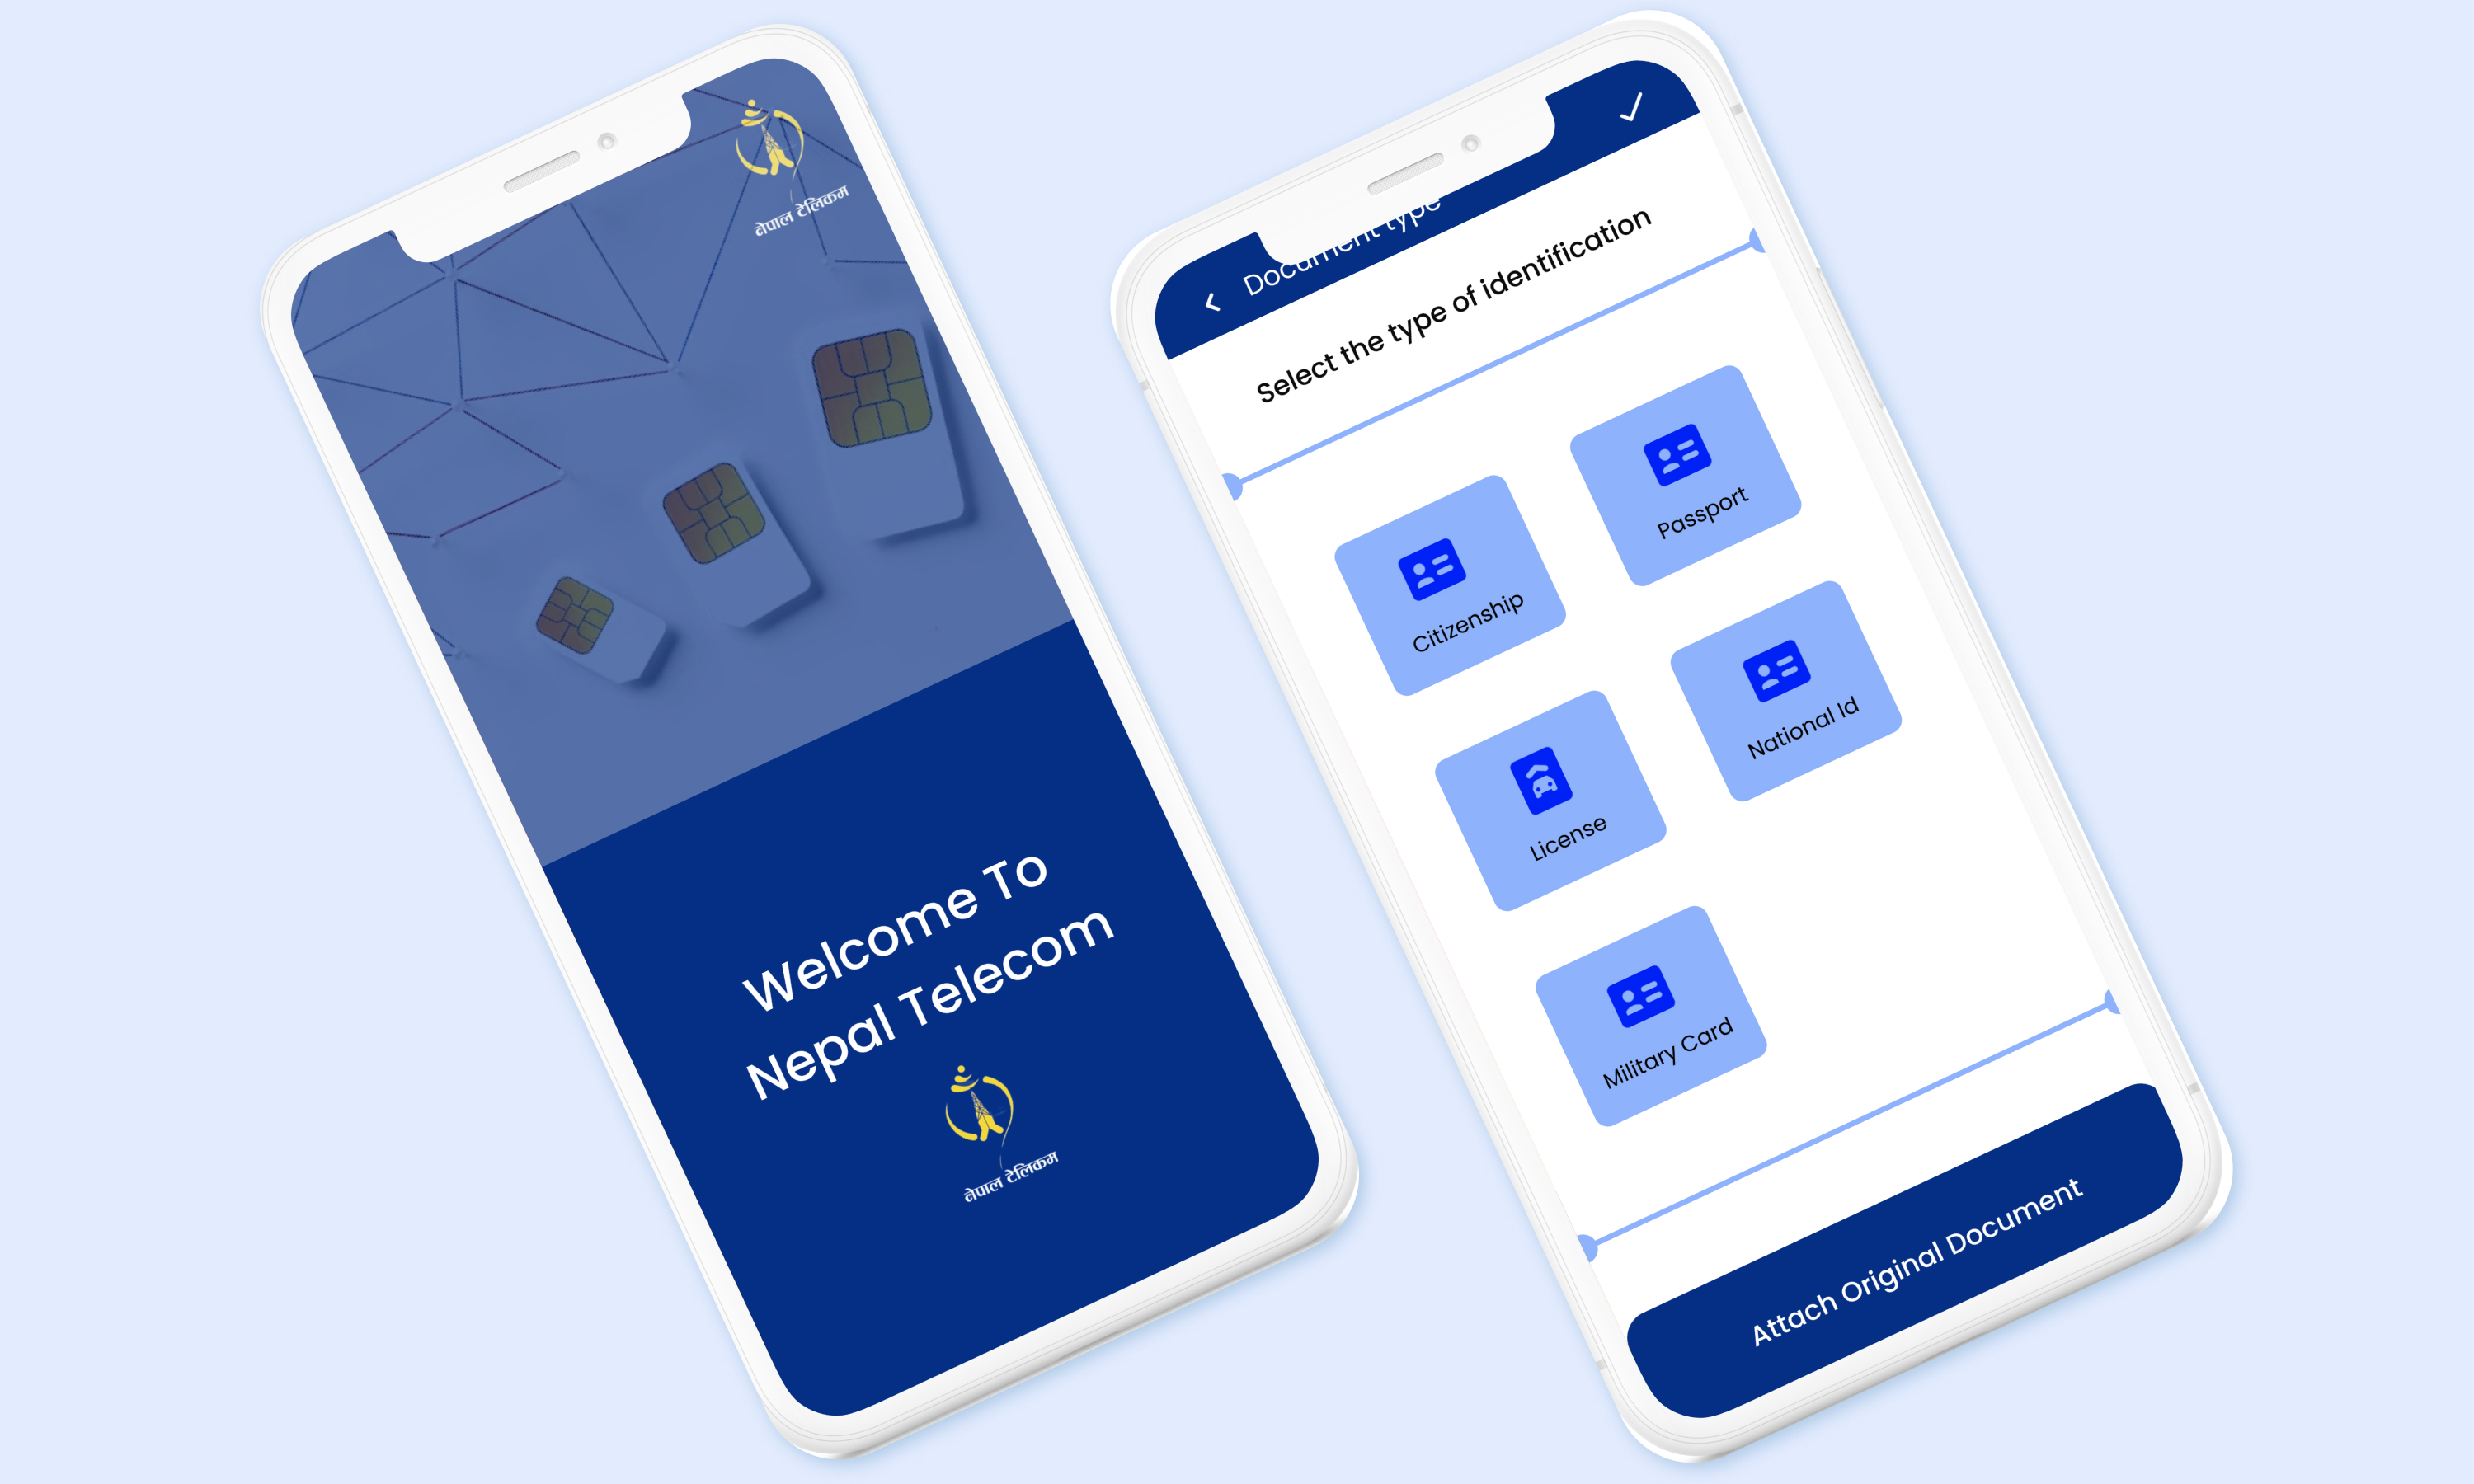 नेपाल टेलिकम
Welcome To
Nepal Telecom
नेपाल टेलिकम
Document type
Select the type of identification
Citizenship
Passport
License
National Id
Military Card
Attach Original Document